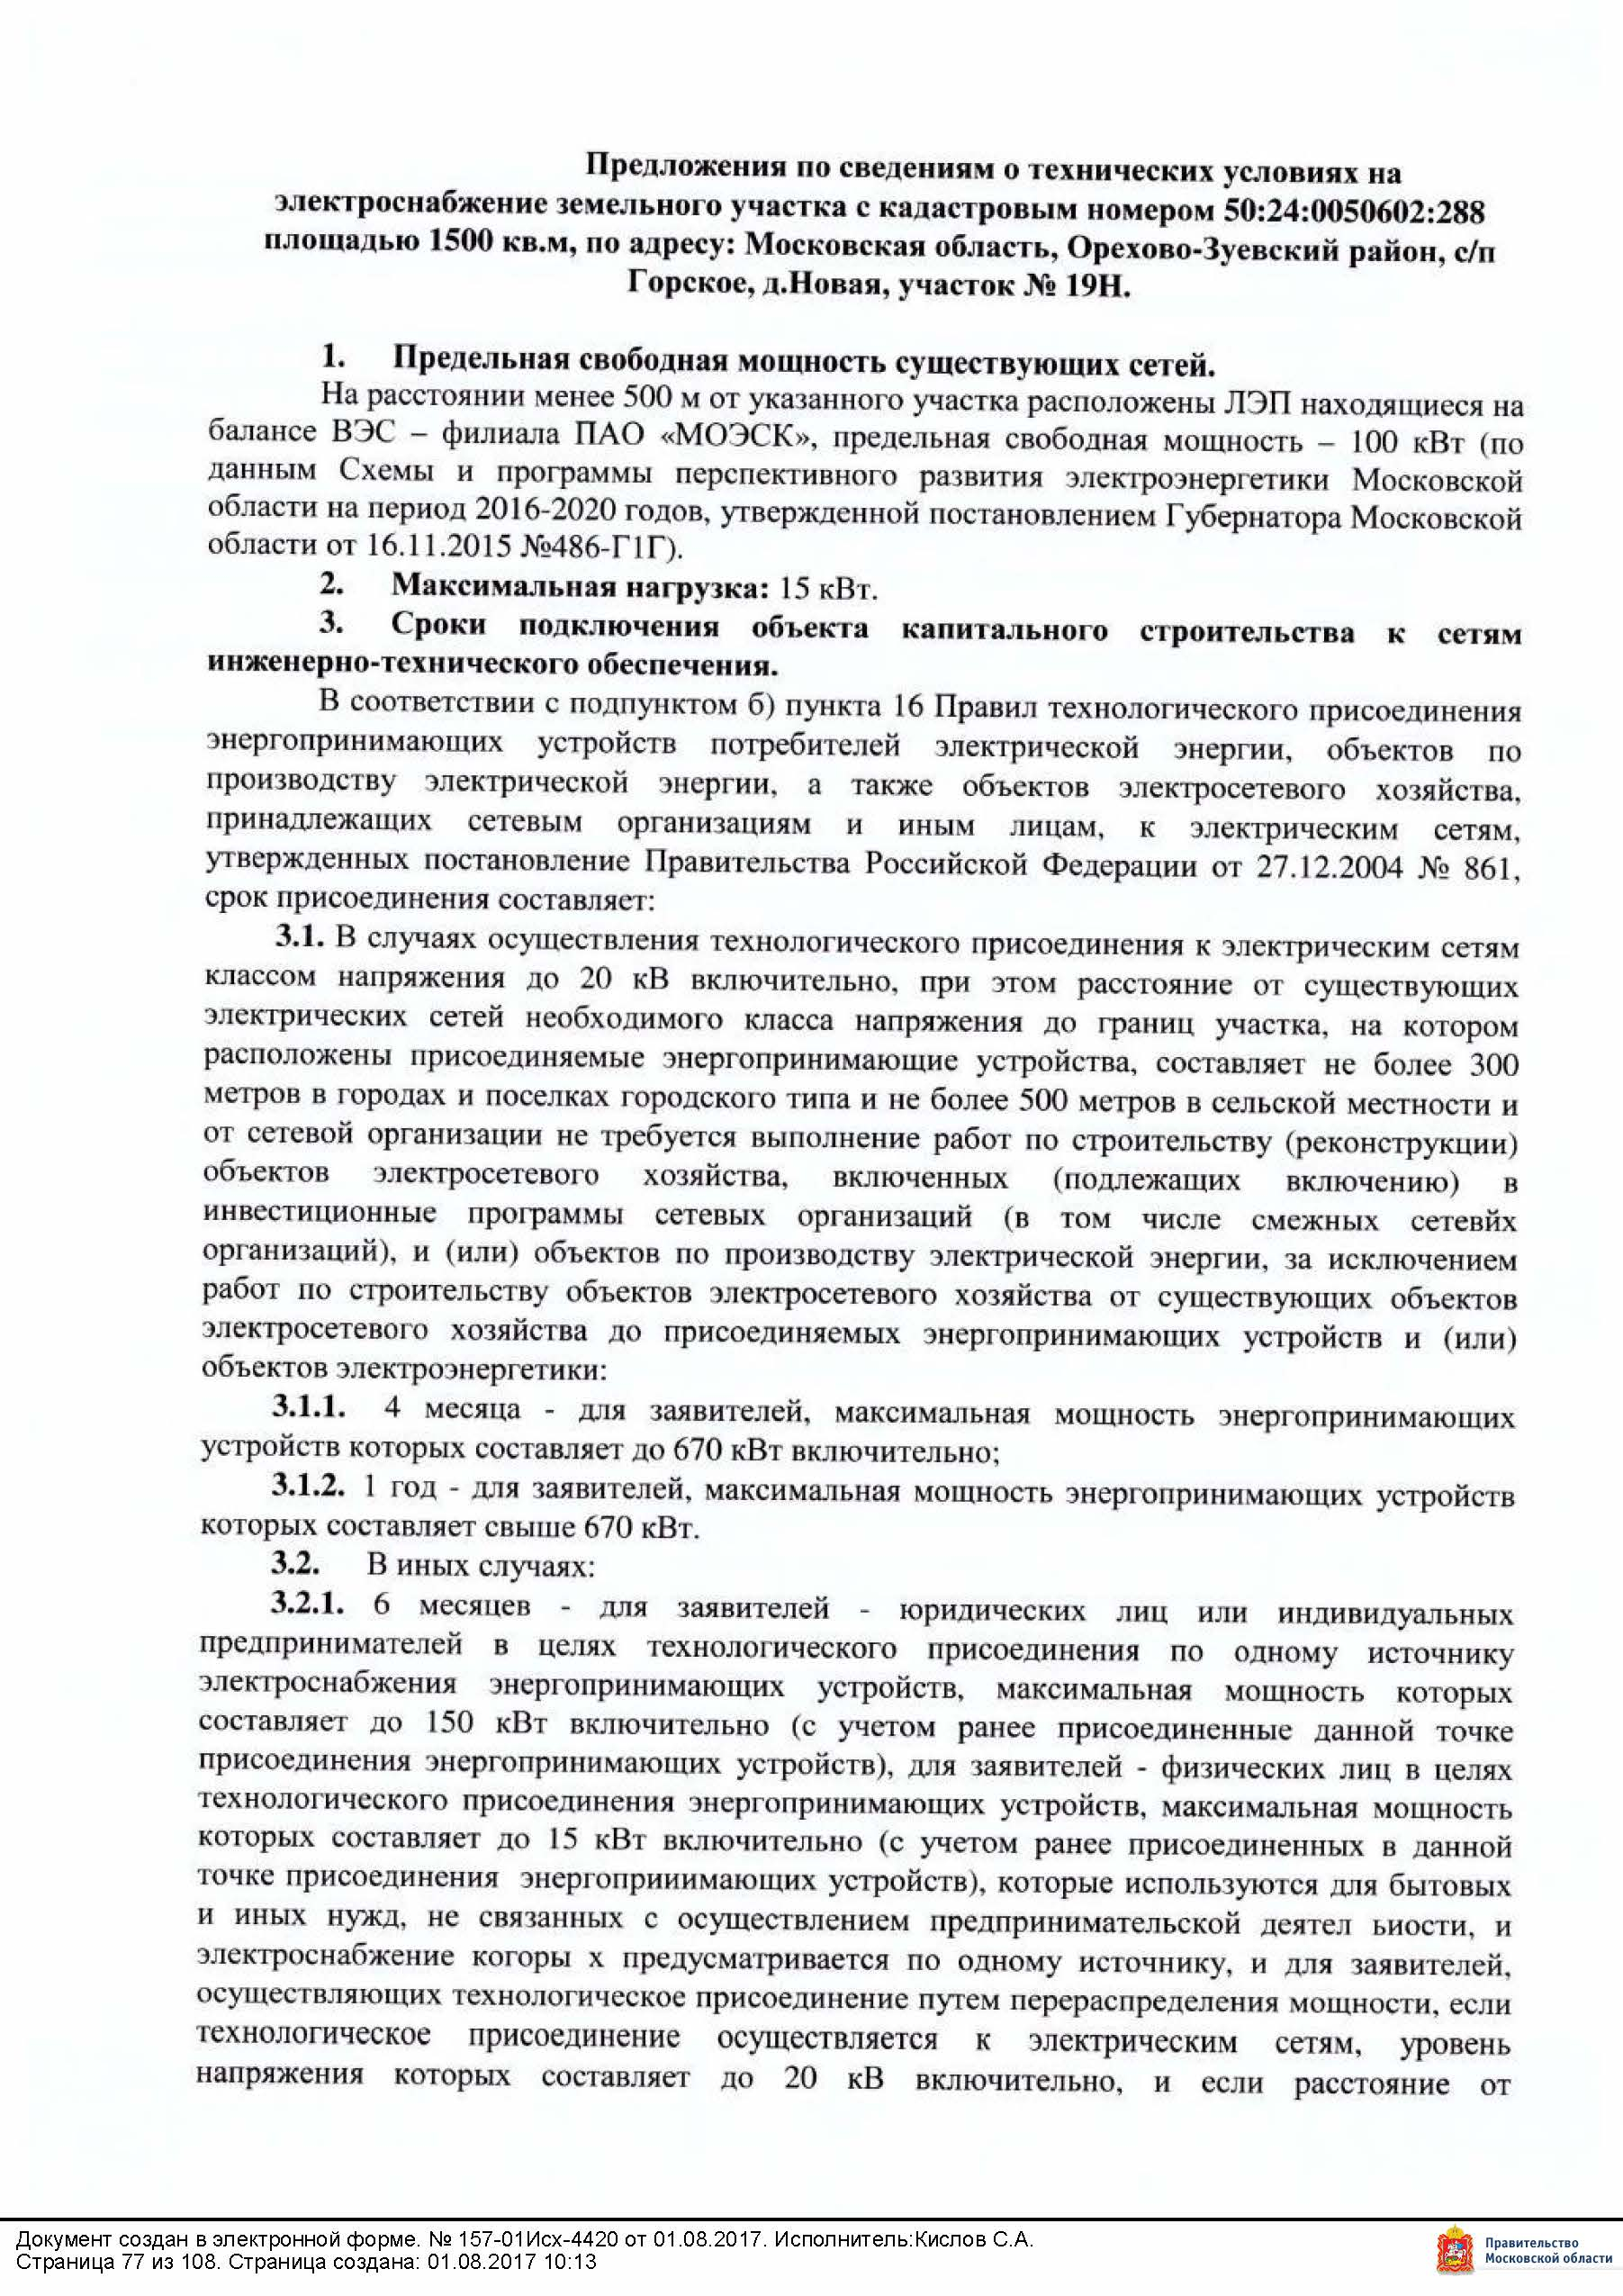 Предложения по сведениям о технических условиях на
электроснабжение земельного участка с кадастровым номером 50:24:0050602:288
площадью 1500 кв.м, по адресу: Московская область, Орехово-Зуевский район, с/п
Горское, д.Новая, участок № 19Н.
1. Предельная свободная мощность существующих сетей.
На расстоянии менее 500 м от указанного участка расположены ЛЭП находящиеся на
балансе ВЭС – филиала ПАО «МОЭСК», предельная свободная мощность – 100 кВт (по
данным Схемы и программы перспективного развития электроэнергетики Московской
области на период 2016-2020 годов, утвержденной постановлением Губернатора Московской
области от 16.11.2015 №486-Г1Г).
2. Максимальная нагрузка: 15 кВт.
3. Сроки подключения объекта капитального строительства к сетям
инженерно-технического обеспечения.
В соответствии с подпунктом б) пункта 16 Правил технологического присоединения
энергопринимающих устройств потребителей электрической энергии, объектов по
производству электрической энергии, а также объектов электросетевого хозяйства,
принадлежащих сетевым организациям и иным лицам, к электрическим сетям,
утвержденных постановление Правительства Российской Федерации от 27.12.2004 № 861,
срок присоединения составляет:
3.1. В случаях осуществления технологического присоединения к электрическим сетям
классом напряжения до 20 кВ включительно, при этом расстояние от существующих
электрических сетей необходимого класса напряжения до границ участка, на котором
расположены присоединяемые энергопринимающие устройства, составляет не более 300
метров в городах и поселках городского типа и не более 500 метров в сельской местности и
от сетевой организации не требуется выполнение работ по строительству (реконструкции)
объектов электросетевого хозяйства, включенных (подлежащих включению) в
инвестиционные программы сетевых организаций (в том числе смежных сетевйх
организаций), и (или) объектов по производству электрической энергии, за исключением
работ по строительству объектов электросетевого хозяйства от существующих объектов
электросетевого хозяйства до присоединяемых энергопринимающих устройств и (или)
объектов электроэнергетики:
3.1.1. 4 месяца - для заявителей, максимальная мощность энергопринимающих
устройств которых составляет до 670 кВт включительно;
3.1.2. 1 год - для заявителей, максимальная мощность энергопринимающих устройств
которых составляет свыше 670 кВт.
3.2. В иных случаях:
3.2.1. 6 месяцев - для заявителей - юридических лиц или индивидуальных
предпринимателей в целях технологического присоединения по одному источнику
электроснабжения энергопринимающих устройств, максимальная мощность которых
составляет до 150 кВт включительно (с учетом ранее присоединенные данной точке
присоединения энергопринимающих устройств), для заявителей - физических лиц в целях
технологического присоединения энергопринимающих устройств, максимальная мощность
которых составляет до 15 кВт включительно (с учетом ранее присоединенных в данной
точке присоединения энергоприиимающих устройств), которые используются для бытовых
и иных нужд, не связанных с осуществлением предпринимательской деятел ьиости, и
электроснабжение когоры х предусматривается по одному источнику, и для заявителей,
осуществляющих технологическое присоединение путем перераспределения мощности, если
технологическое присоединение осуществляется к электрическим сетям, уровень
напряжения которых составляет до 20 кВ включительно, и если расстояние от
Документ создан в электронной форме. № 157-01Исх-4420 от 01.08.2017. Исполнитель:Кислов С.А.
Страница 77 из 108. Страница создана: 01.08.2017 10:13
Правительство
Московской области